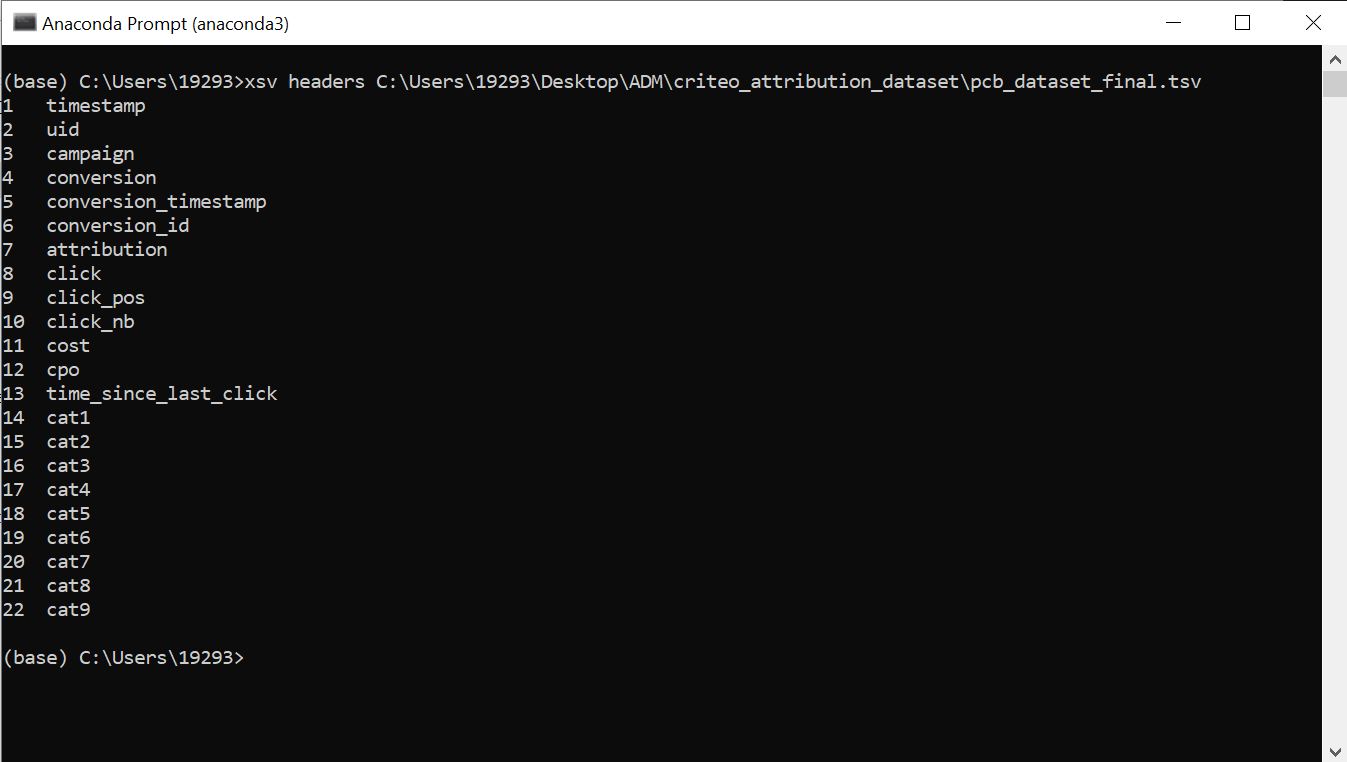 Anaconda Prompt (anaconda3)
(base) C:\Users\19293>xsv headers C:\Users\19293\Desktop\ADM\criteo_attribution_dataset\pcb_dataset_final.tsv
1   timestamp
2   uid
3   campaign
4   conversion
5   conversion_timestamp
6   conversion_id
7   attribution
8   click
9   click_pos
10  click_nb
11  cost
12  cpo
13  time_since_last_click
14  cat1
15  cat2
16  cat3
17  cat4
18  cat5
19  cat6
20  cat7
21  cat8
22  cat9
(base) C:\Users\19293>